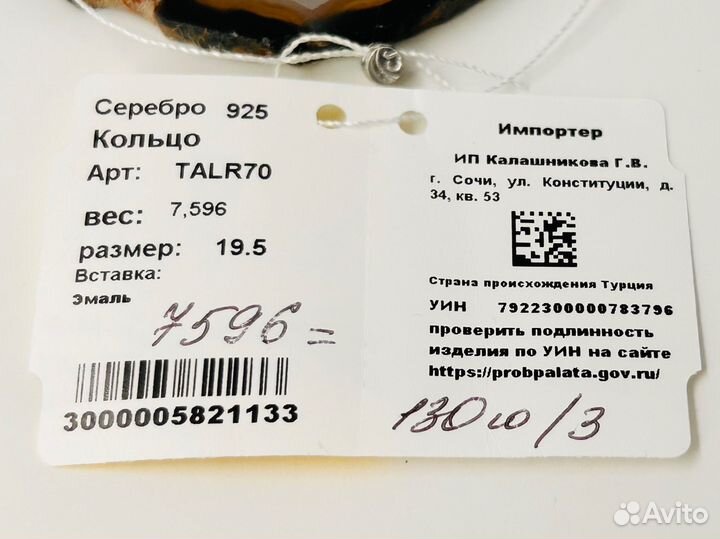 Серебро 925
Кольцо
Арт: TALR70
вес: 7,596
размер: 19.5
Вставка:
Эмаль
7596=
3000005821133
Импортер
ИП Калашникова Г.В.
г. Сочи, ул. Конституции, д.
34, кв. 53
Страна происхождения Турция
УИН 7922300000783796
проверить подлинность
изделия по УИН на сайте
https://probpalata.gov.ru/
130ю/3
Avito